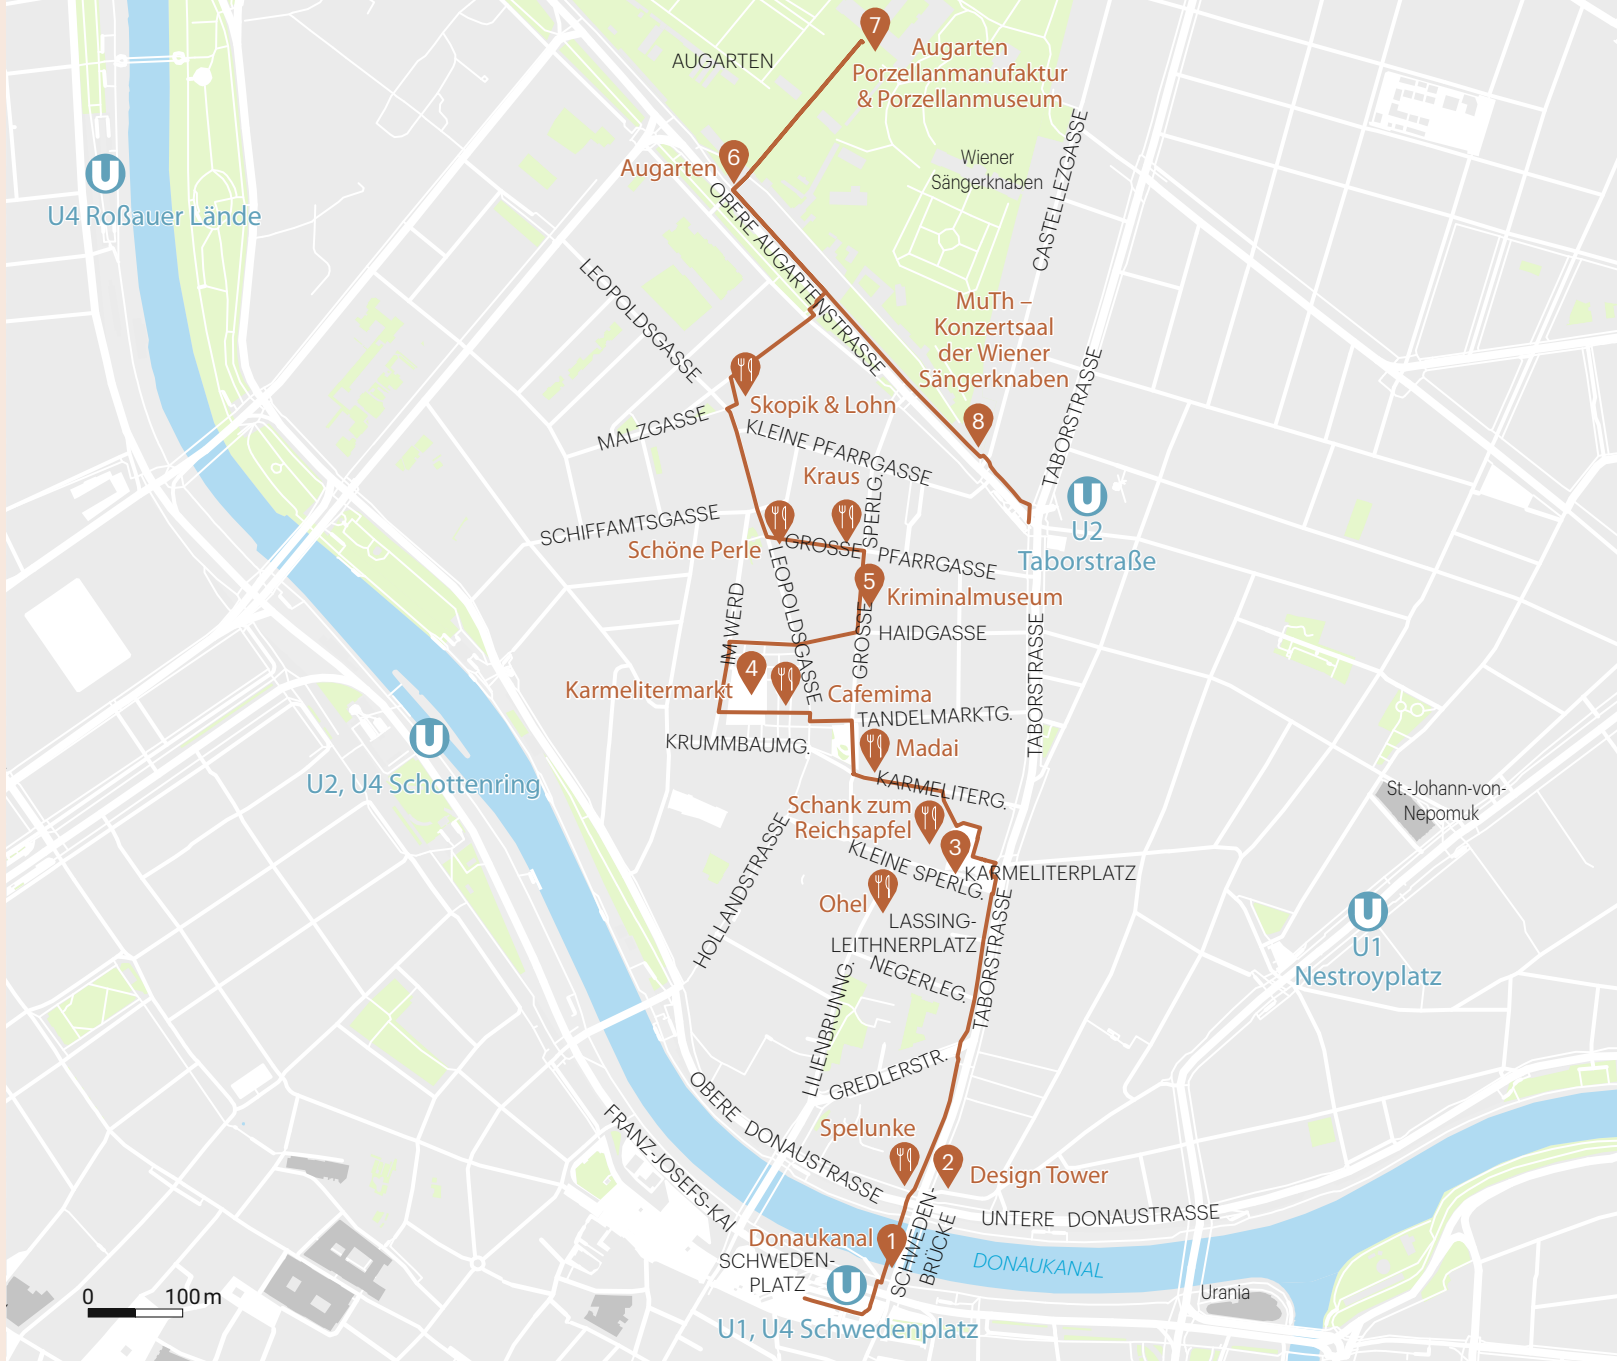 7
AUGARTEN
Augarten
Porzellanmanufaktur
& Porzellanmuseum
CASTELLEZGASSE
6
Augarten
Wiener
Sängerknaben
U
U4 Roßauer Lände
OBERE AUGARTENSTRASSE
LEOPOLDSGASSE
MuTh –
Konzertsaal
der Wiener
Sängerknaben
TABORSTRASSE
Skopik & Lohn
8
MALZGASSE
KLEINE PFARRGASSE
Kraus
SPERLG.
U
U2
Taborstraße
SCHIFFAMTSGASSE
Schöne Perle
GROSSE
PFARRGASSE
LEOPOLDSGASSE
5
Kriminalmuseum
IM WERD
GROSSE
HAIDGASSE
TABORSTRASSE
4
Karmelitermarkt
Cafemima
TANDELMARKTG.
U
U2, U4 Schottenring
KRUMMBAUMG.
Madai
KARMELITERG.
St.-Johann-von-
Nepomuk
Schank zum
Reichsapfel
3
HOLLANDSTRASSE
KLEINE SPERLG.
KARMELITERPLATZ
Ohel
LASSING-
LEITHNERPLATZ
TABORSTRASSE
U
U1
Nestroyplatz
NEGERLEG.
LILIENBRUNNG.
GREDLERSTR.
OBERE DONAUSTRASSE
FRANZ-JOSEFS-KAI
Spelunke
2
Design Tower
SCHWEDEN-
BRÜCKE
UNTERE DONAUSTRASSE
Donaukanal
1
SCHWEDEN-
PLATZ
DONAUKANAL
U
U1, U4 Schwedenplatz
Urania
0 100 m